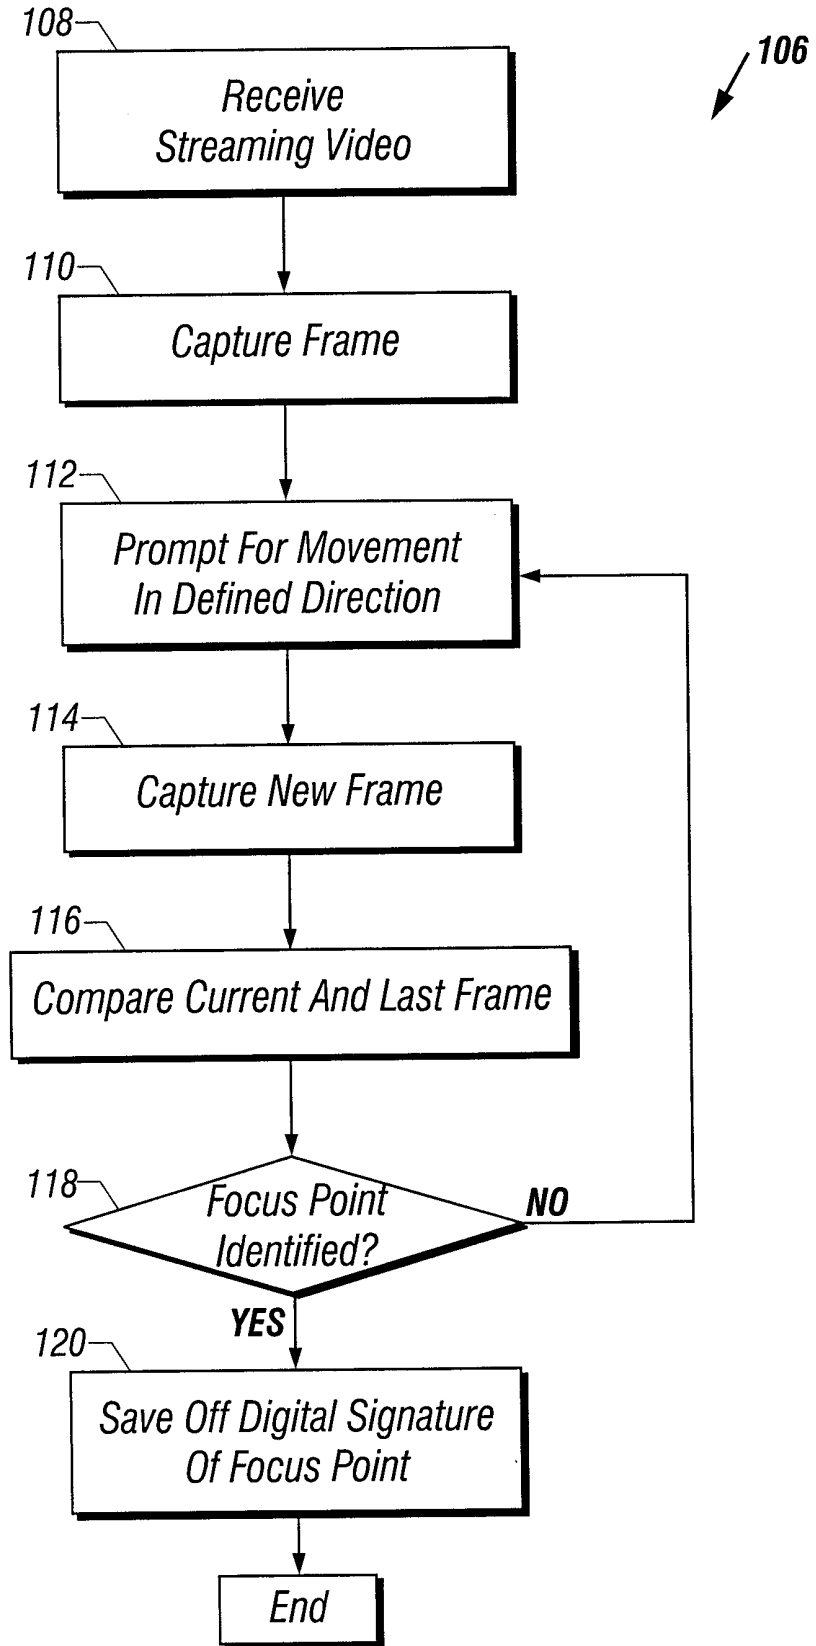 108
106
Receive
Streaming Video
110
Capture Frame
112
Prompt For Movement
In Defined Direction
114
Capture New Frame
116
Compare Current And Last Frame
118
Focus Point
Identified?
NO
YES
120
Save Off Digital Signature
Of Focus Point
End